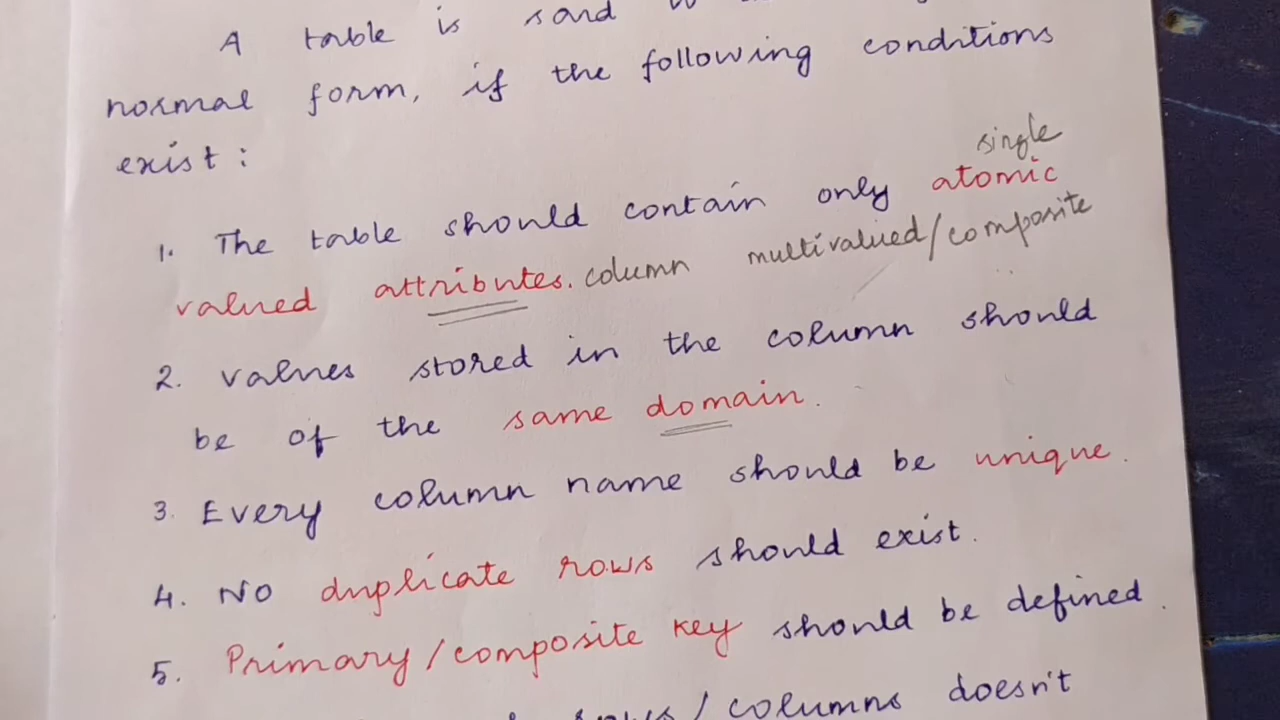 A table is said
normal form, if the following conditions
exist:
single
1. The table should contain only atomic
valued attributes. column multivalued/composite
2. values stored in the column should
be of the same domain.
3. Every column name should be unique.
4. No duplicate rows should exist.
5. Primary/composite key should be defined.
/columns doesn't